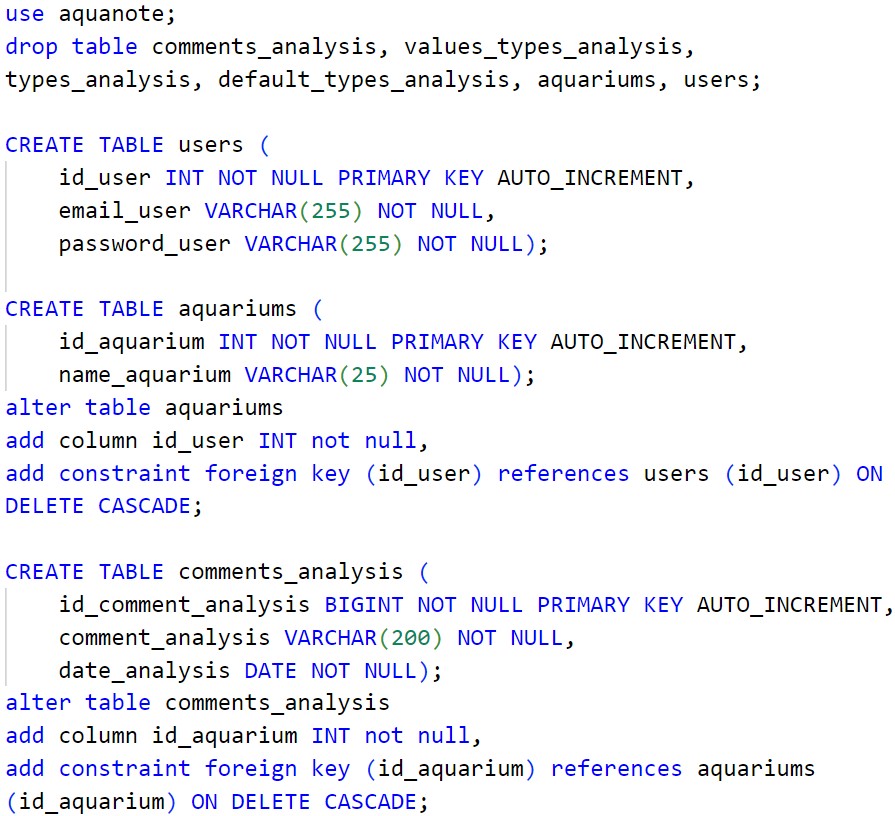 use aquanote;
drop table comments_analysis, values_types_analysis,
types_analysis, default_types_analysis, aquariums, users;
CREATE TABLE users (
id_user INT NOT NULL PRIMARY KEY AUTO_INCREMENT,
email_user VARCHAR(255) NOT NULL,
password_user VARCHAR(255) NOT NULL);
CREATE TABLE aquariums (
id_aquarium INT NOT NULL PRIMARY KEY AUTO_INCREMENT,
name_aquarium VARCHAR(25) NOT NULL);
alter table aquariums
add column id_user INT not null,
add constraint foreign key (id_user) references users (id_user) ON
DELETE CASCADE;
CREATE TABLE comments_analysis (
id_comment_analysis BIGINT NOT NULL PRIMARY KEY AUTO_INCREMENT,
comment_analysis VARCHAR(200) NOT NULL,
date_analysis DATE NOT NULL);
alter table comments_analysis
add column id_aquarium INT not null,
add constraint foreign key (id_aquarium) references aquariums
(id_aquarium) ON DELETE CASCADE;